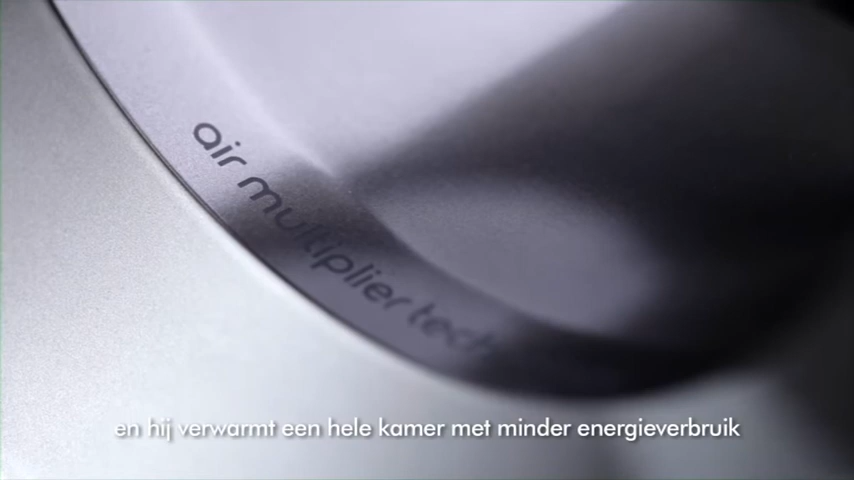 air multiplier tech
en hij verwarmt een hele kamer met minder energieverbruik